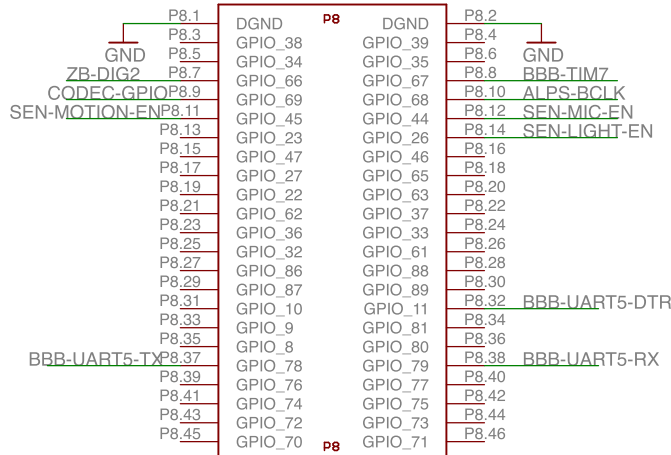 P8.1 P8 P8.2
DGND DGND
P8.3 GPIO_38 GPIO_39 P8.4
GND P8.5 GPIO_34 GPIO_35 P8.6 GND
ZB-DIG2 P8.7 GPIO_66 GPIO_67 P8.8 BBB-TIM7
CODEC-GPIO P8.9 GPIO_69 GPIO_68 P8.10 ALPS-BCLK
SEN-MOTION-EN P8.11 GPIO_45 GPIO_44 P8.12 SEN-MIC-EN
P8.13 GPIO_23 GPIO_26 P8.14 SEN-LIGHT-EN
P8.15 GPIO_47 GPIO_46 P8.16
P8.17 GPIO_27 GPIO_65 P8.18
P8.19 GPIO_22 GPIO_63 P8.20
P8.21 GPIO_62 GPIO_37 P8.22
P8.23 GPIO_36 GPIO_33 P8.24
P8.25 GPIO_32 GPIO_61 P8.26
P8.27 GPIO_86 GPIO_88 P8.28
P8.29 GPIO_87 GPIO_89 P8.30
P8.31 GPIO_10 GPIO_11 P8.32 BBB-UART5-DTR
P8.33 GPIO_9 GPIO_81 P8.34
P8.35 GPIO_8 GPIO_80 P8.36
BBB-UART5-TX P8.37 GPIO_78 GPIO_79 P8.38 BBB-UART5-RX
P8.39 GPIO_76 GPIO_77 P8.40
P8.41 GPIO_74 GPIO_75 P8.42
P8.43 GPIO_72 GPIO_73 P8.44
P8.45 GPIO_70 GPIO_71 P8.46
P8